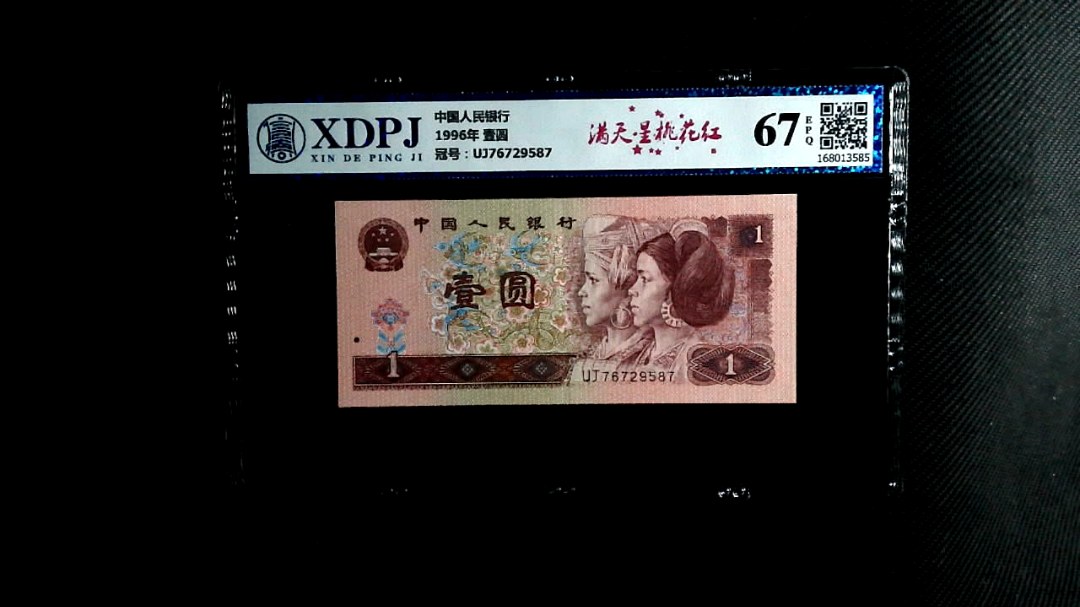 XDPJ
XIN DE PING JI
中国人民银行
1996年 壹圆
冠号：UJ76729587
满天星桃花红
67
EPQ
168013585
中国人民银行
1
壹圆
1
UJ76729587
1